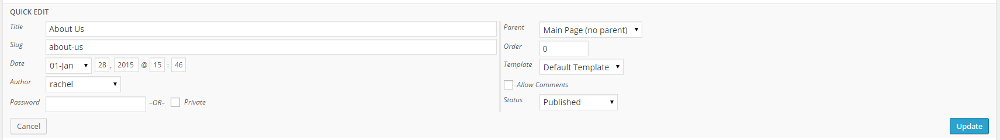 QUICK EDIT
Title About Us
Slug about-us
Date 01-Jan 28 , 2015 @ 15 : 46
Author rachel
Password –OR– Private
Parent Main Page (no parent)
Order 0
Template Default Template
Allow Comments
Status Published
Cancel Update